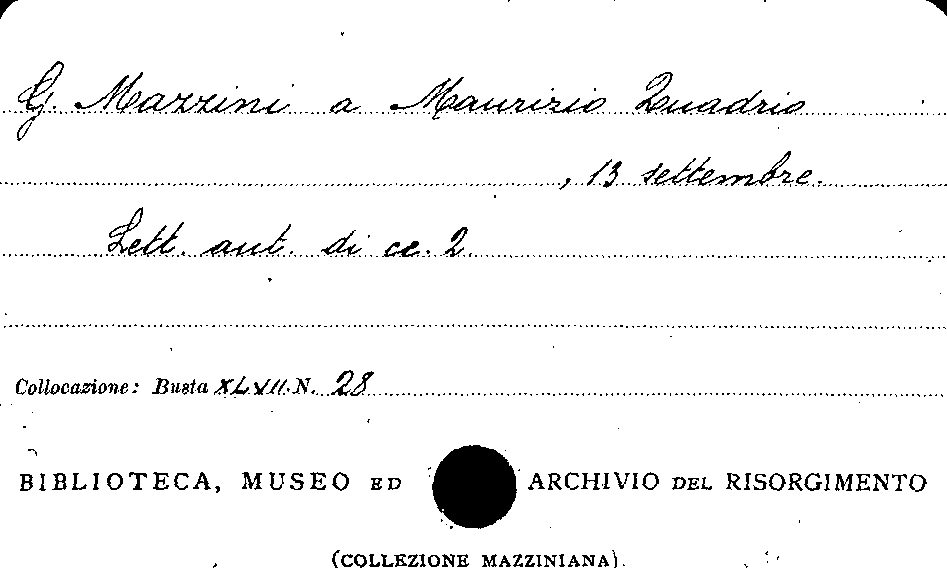 G. Mazzini a Maurizio Quadrio
, 13 settembre.
Lett. aut. di cc. 2.
Collocazione: Busta XLVII. N. 28
BIBLIOTECA, MUSEO ED ARCHIVIO DEL RISORGIMENTO
(COLLEZIONE MAZZINIANA)